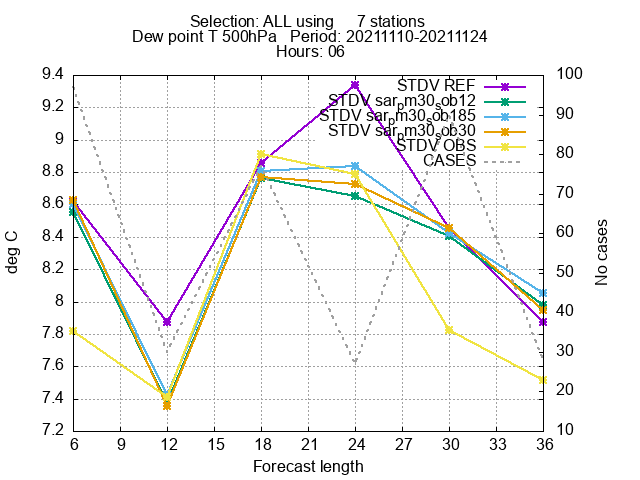 Selection: ALL using 7 stations
Dew point T 500hPa Period: 20211110-20211124
Hours: 06
deg C
No cases
9.4
9.2
9
8.8
8.6
8.4
8.2
8
7.8
7.6
7.4
7.2
100
90
80
70
60
50
40
30
20
10
STDV REF
STDV sarpm30sob12
STDV sarpm30sob185
STDV sarpm30sob30
STDV OBS
CASES
6 9 12 15 18 21 24 27 30 33 36
Forecast length